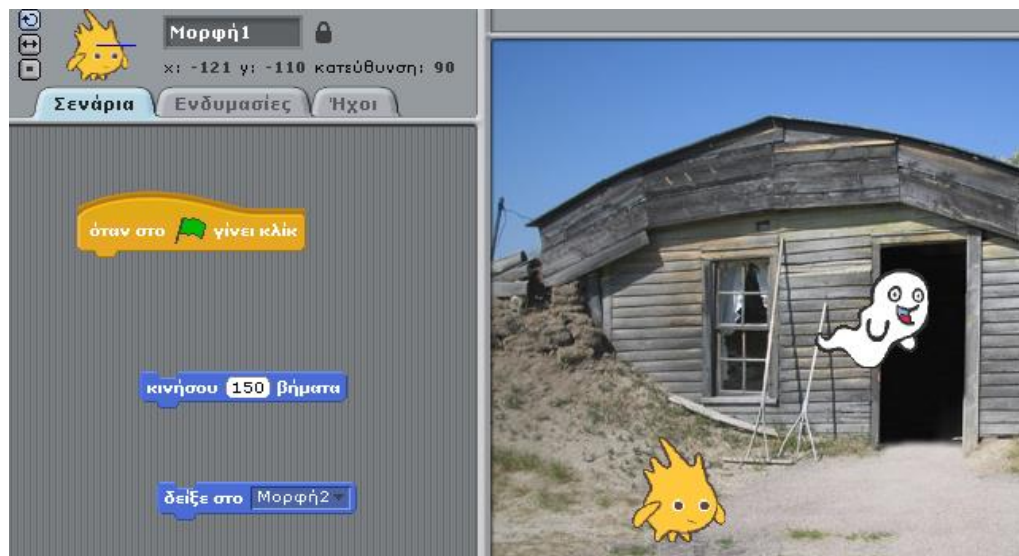 Μορφή1
x: -121 y: -110 κατεύθυνση: 90
Σενάρια Ενδυμασίες Ήχοι
όταν στο γίνει κλίκ
κινήσου 150 βήματα
δείξε στο Μορφή2